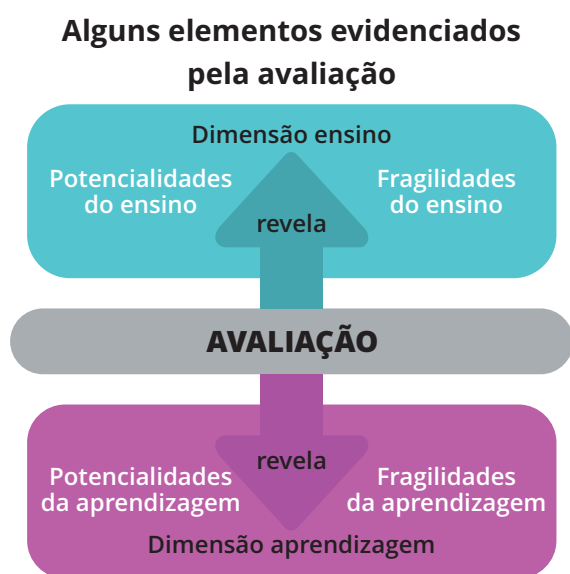 Alguns elementos evidenciados
pela avaliação
Dimensão ensino
Potencialidades
do ensino
Fragilidades
do ensino
revela
AVALIAÇÃO
revela
Potencialidades
da aprendizagem
Fragilidades
da aprendizagem
Dimensão aprendizagem